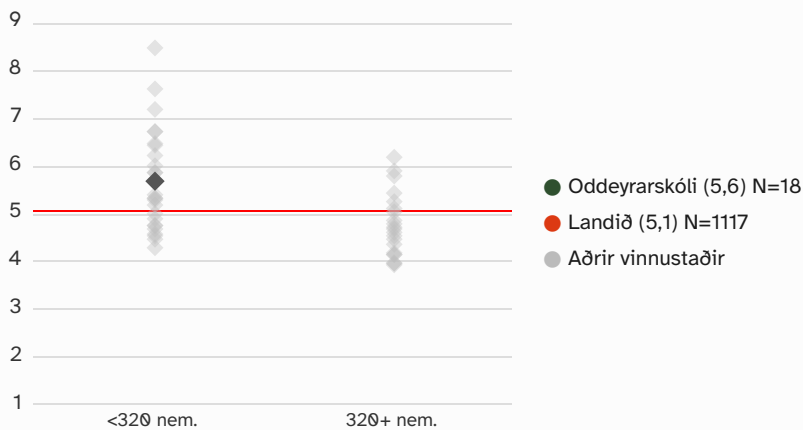 9
8
7
6
5
4
3
2
1
<320 nem.
320+ nem.
Oddeyrarskóli (5,6) N=18
Landið (5,1) N=1117
Aðrir vinnustaðir